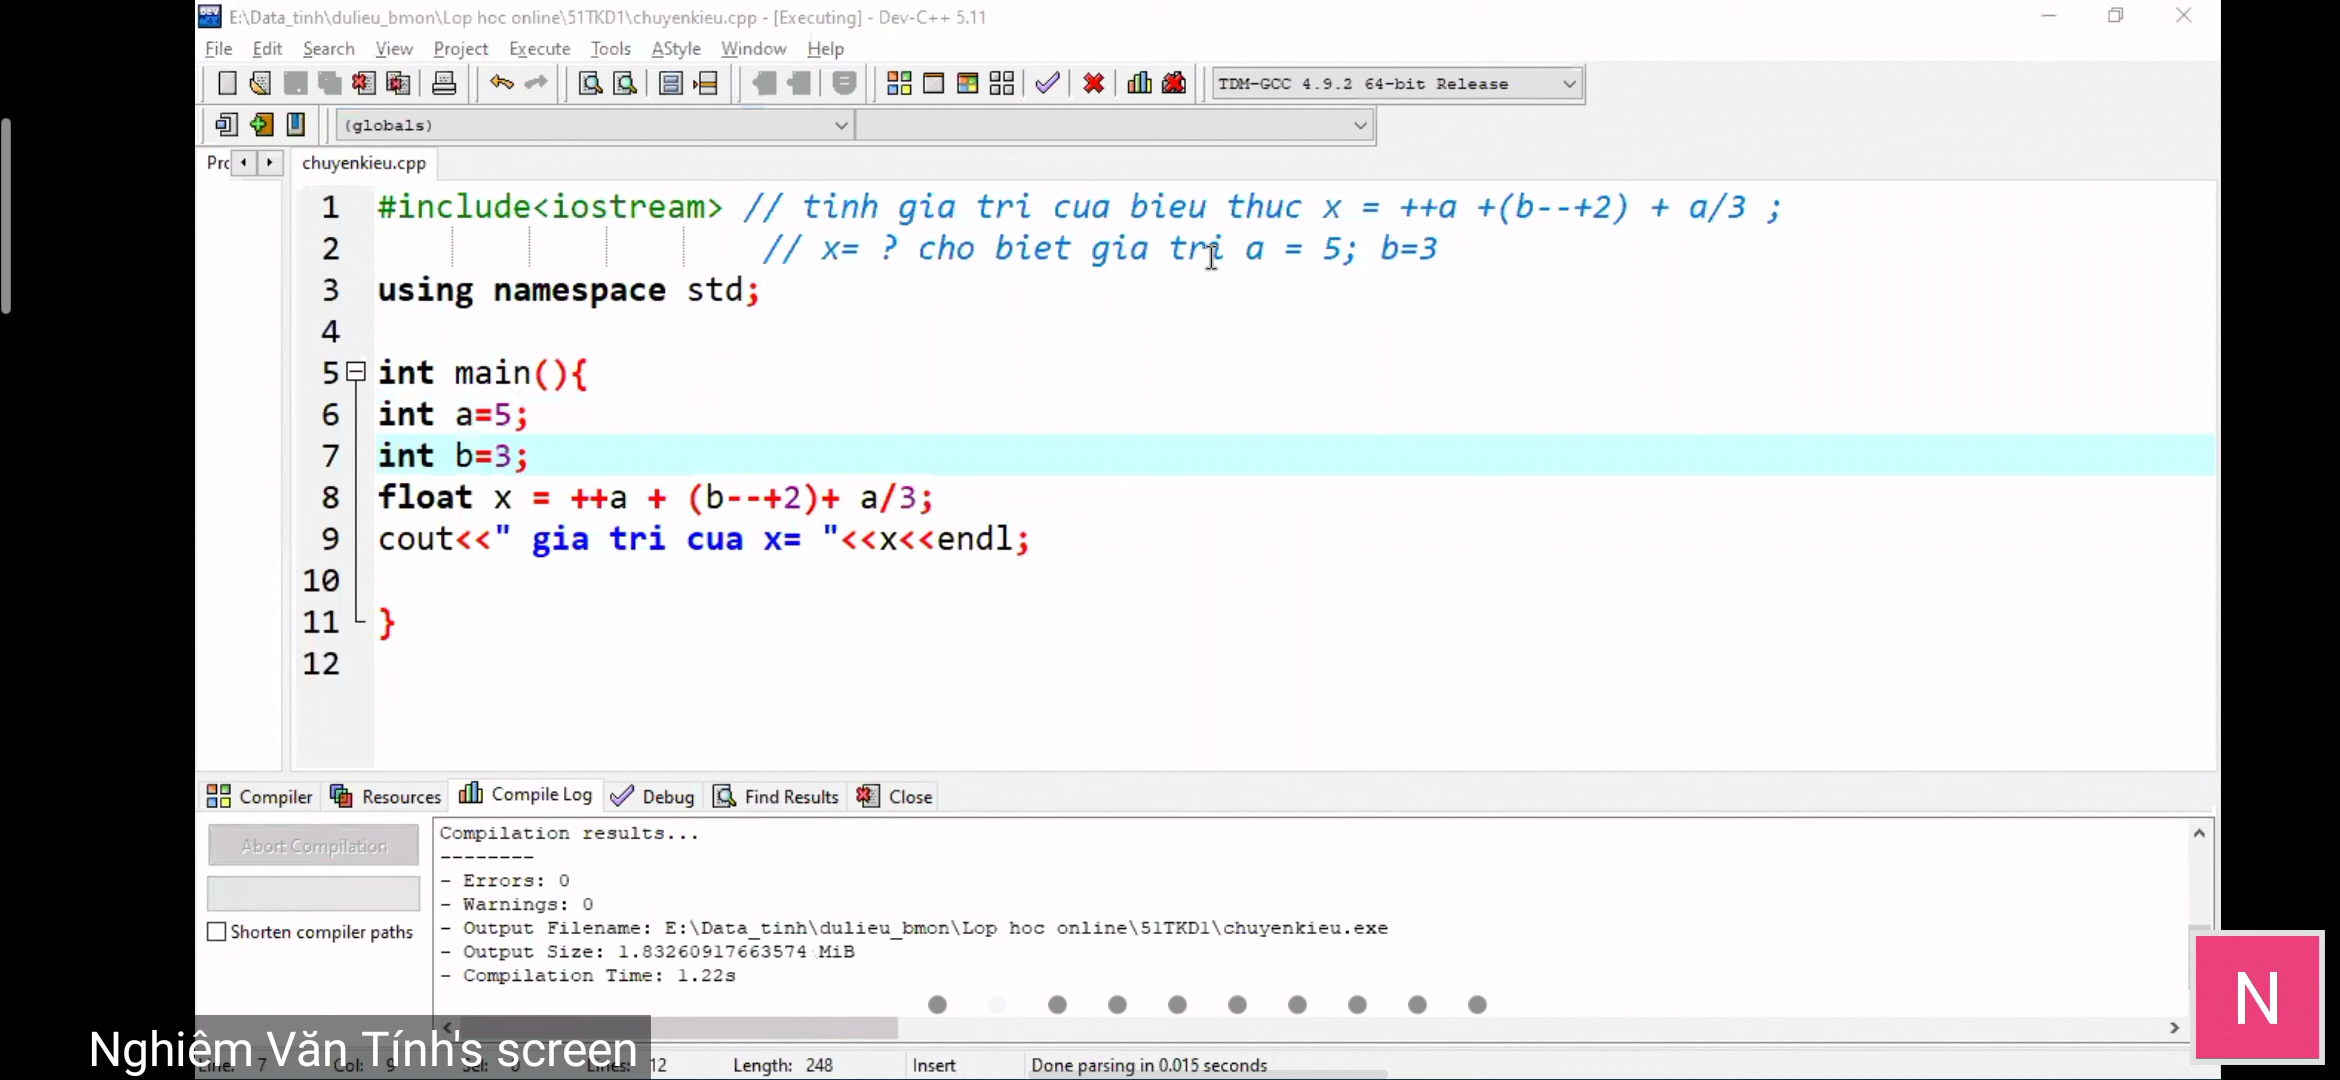 E:\Data_tinh\dulieu_bmon\Lop hoc online\51TKD1\chuyenkieu.cpp - [Executing] - Dev-C++ 5.11
File Edit Search View Project Execute Tools AStyle Window Help
TDM-GCC 4.9.2 64-bit Release
(globals)
Prc chuyenkieu.cpp
1 #include<iostream> // tinh gia tri cua bieu thuc x = ++a +(b--+2) + a/3 ;
2 // x= ? cho biet gia tri a = 5; b=3
3 using namespace std;
4
5 int main(){
6 int a=5;
7 int b=3;
8 float x = ++a + (b--+2)+ a/3;
9 cout<<" gia tri cua x= "<<x<<endl;
10
11 }
12
Compiler Resources Compile Log Debug Find Results Close
Abort Compilation
Shorten compiler paths
Compilation results...
--------
- Errors: 0
- Warnings: 0
- Output Filename: E:\Data_tinh\dulieu_bmon\Lop hoc online\51TKD1\chuyenkieu.exe
- Output Size: 1.83260917663574 MiB
- Compilation Time: 1.22s
N
Nghiêm Văn Tính's screen
Line: 7 Col: 9 Sel: 0 Lines: 12 Length: 248 Insert Done parsing in 0.015 seconds